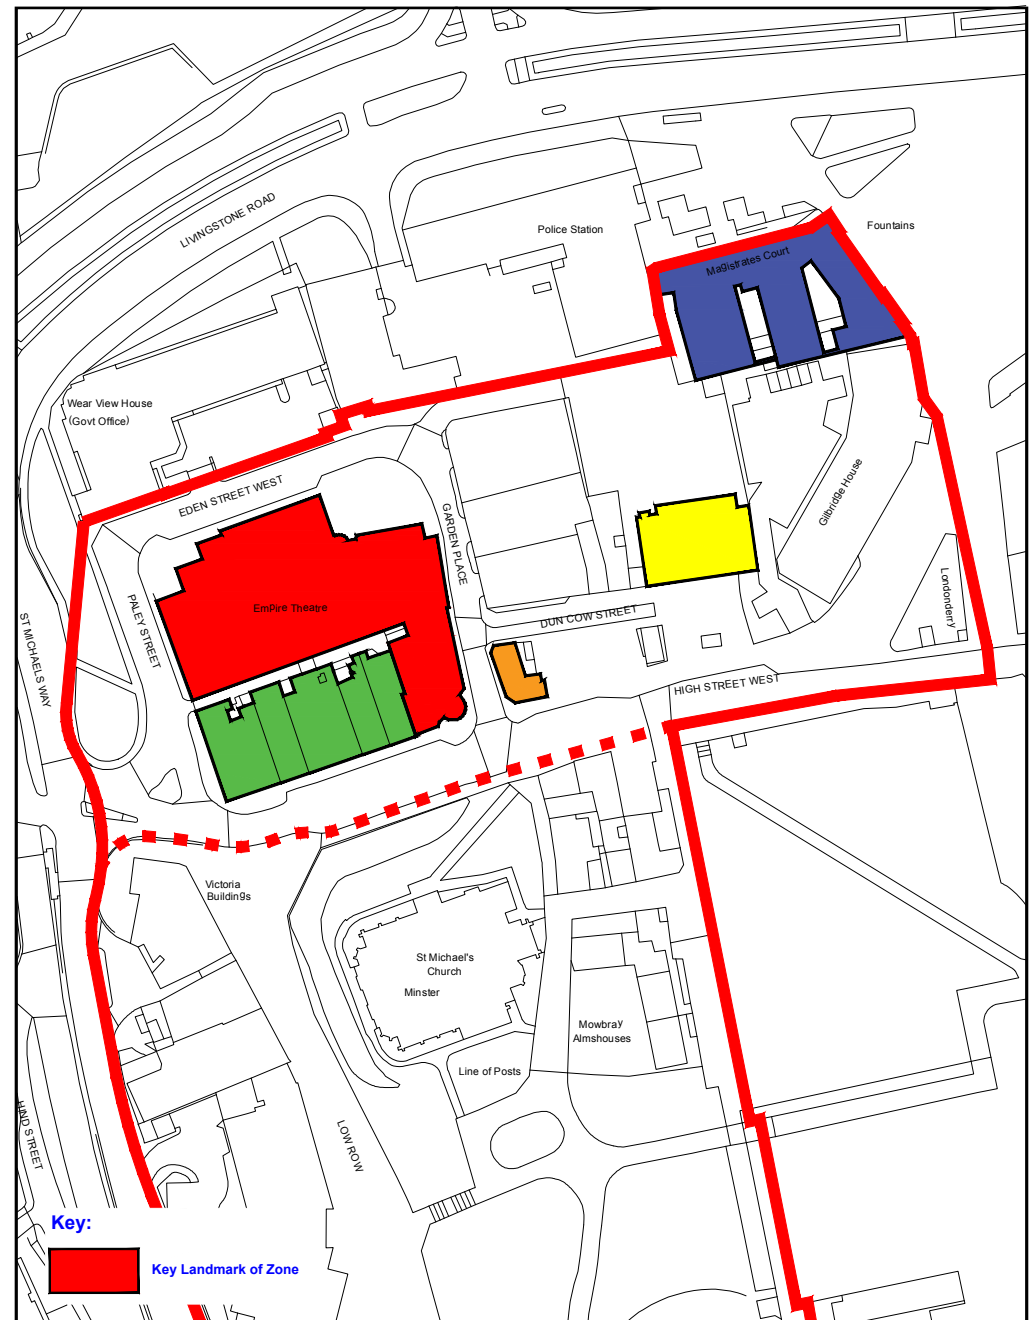 LIVINGSTONE ROAD
Police Station
Fountains
Magistrates Court
Wear View House
(Govt Office)
EDEN STREET WEST
GARDEN PLACE
Gilbridge House
Londonderry
Empire Theatre
PALEY STREET
DUN COW STREET
ST MICHAELS WAY
HIGH STREET WEST
Victoria
Buildings
St Michael's
Church
Minster
Mowbray
Almshouses
Line of Posts
LOW ROW
HIND STREET
Key:
Key Landmark of Zone